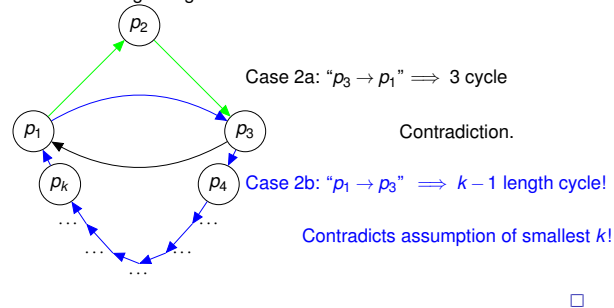 p₂
Case 2a: “p₃ → p₁” ⟹ 3 cycle
p₁
p₃
Contradiction.
pₖ
p₄
Case 2b: “p₁ → p₃” ⟹ k − 1 length cycle!
...
...
Contradicts assumption of smallest k!
...
...
...
□